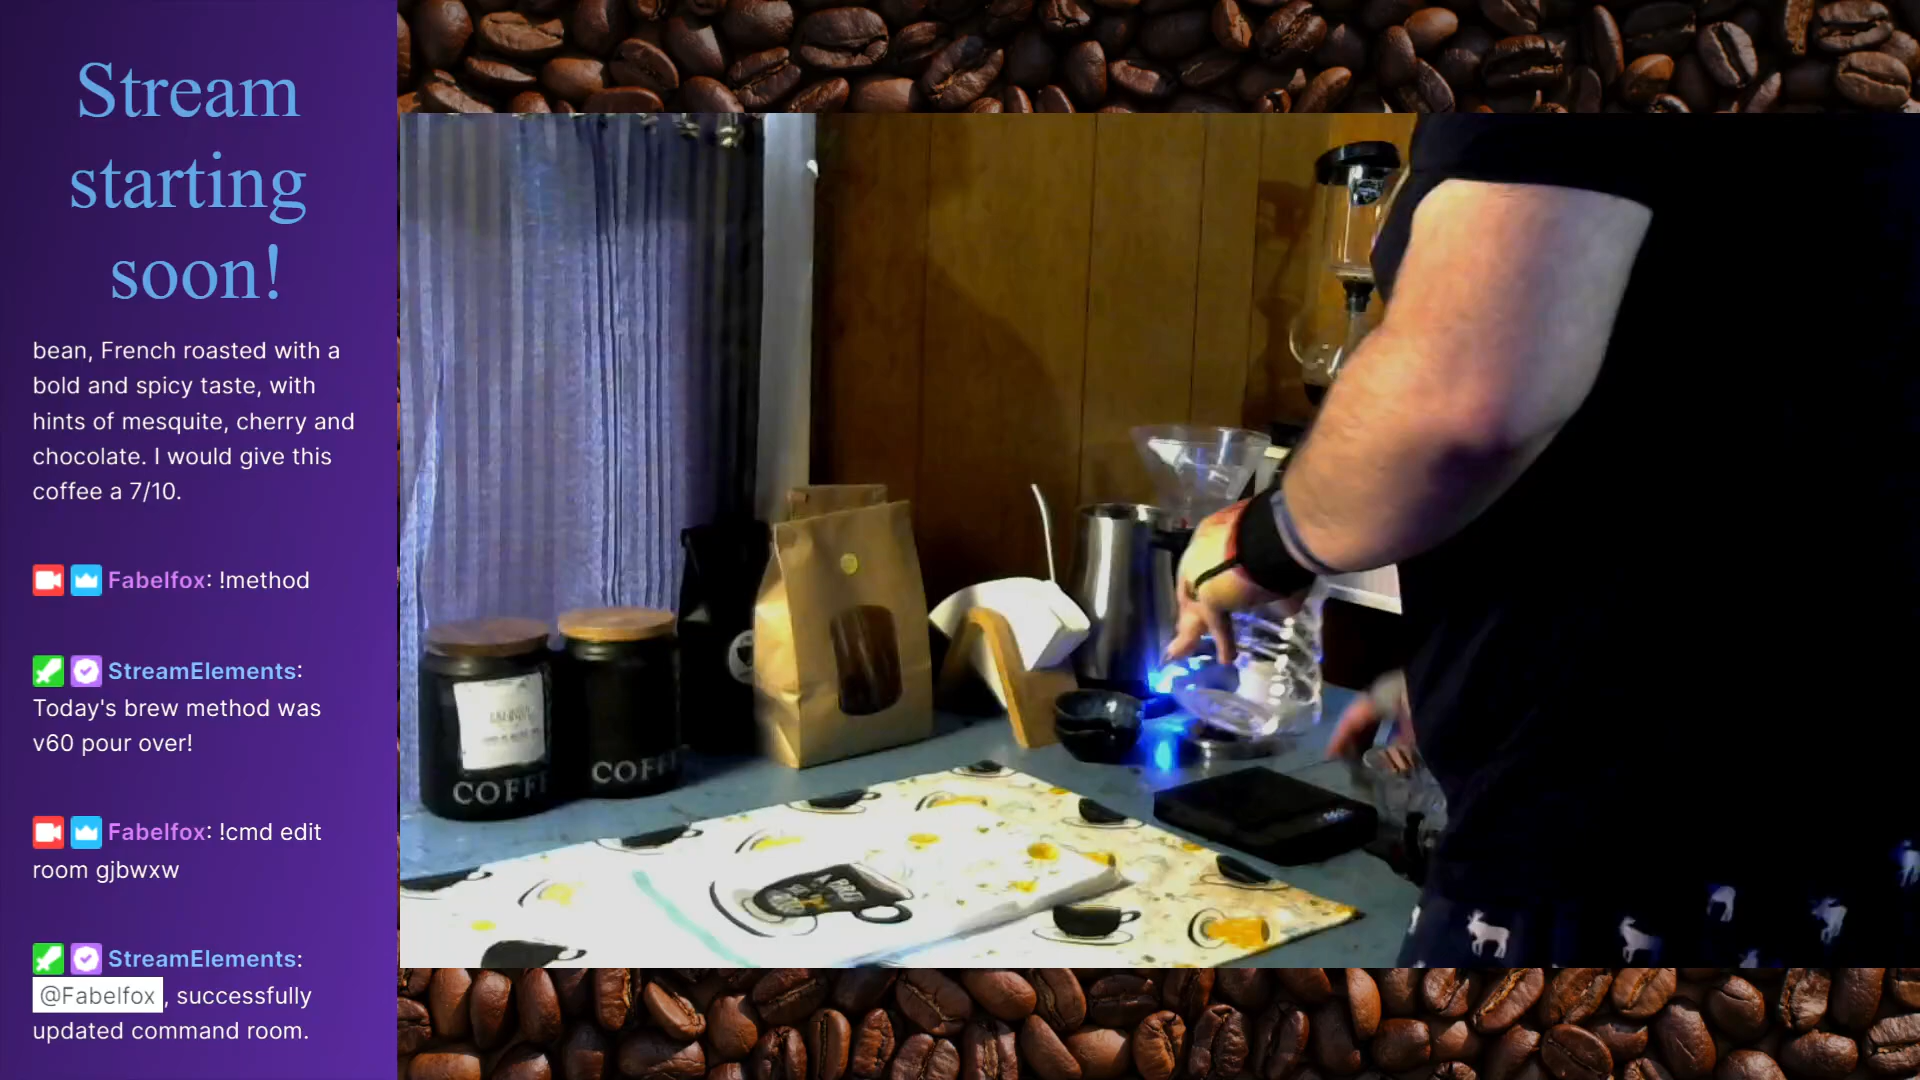 Stream
starting
soon!
bean, French roasted with a
bold and spicy taste, with
hints of mesquite, cherry and
chocolate. I would give this
coffee a 7/10.
Fabelfox: !method
StreamElements:
Today's brew method was
v60 pour over!
Fabelfox: !cmd edit
room gjbwxw
StreamElements:
@Fabelfox, successfully
updated command room.
COFF
COF
A BREW